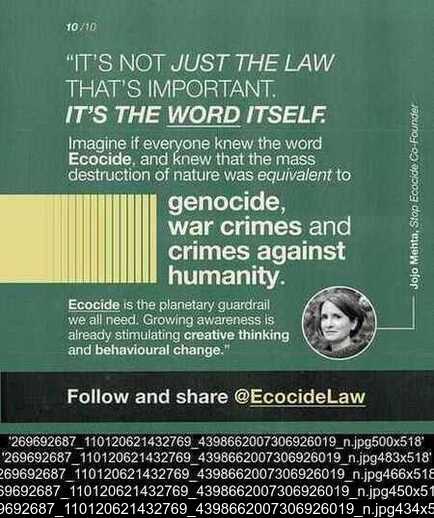 10/10
“IT’S NOT JUST THE LAW
THAT’S IMPORTANT.
IT’S THE WORD ITSELF.
Imagine if everyone knew the word
Ecocide, and knew that the mass
destruction of nature was equivalent to
genocide,
war crimes and
crimes against
humanity.
Ecocide is the planetary guardrail
we all need. Growing awareness is
already stimulating creative thinking
and behavioural change.”
Jojo Mehta, Stop Ecocide Co-Founder
Follow and share @EcocideLaw
'269692687_110120621432769_4398662007306926019_n.jpg500x518'
'269692687_110120621432769_4398662007306926019_n.jpg483x518'
269692687_110120621432769_4398662007306926019_n.jpg466x518
69692687_110120621432769_4398662007306926019_n.jpg450x51
9692687_110120621432769_4398662007306926019_n.jpg434x5